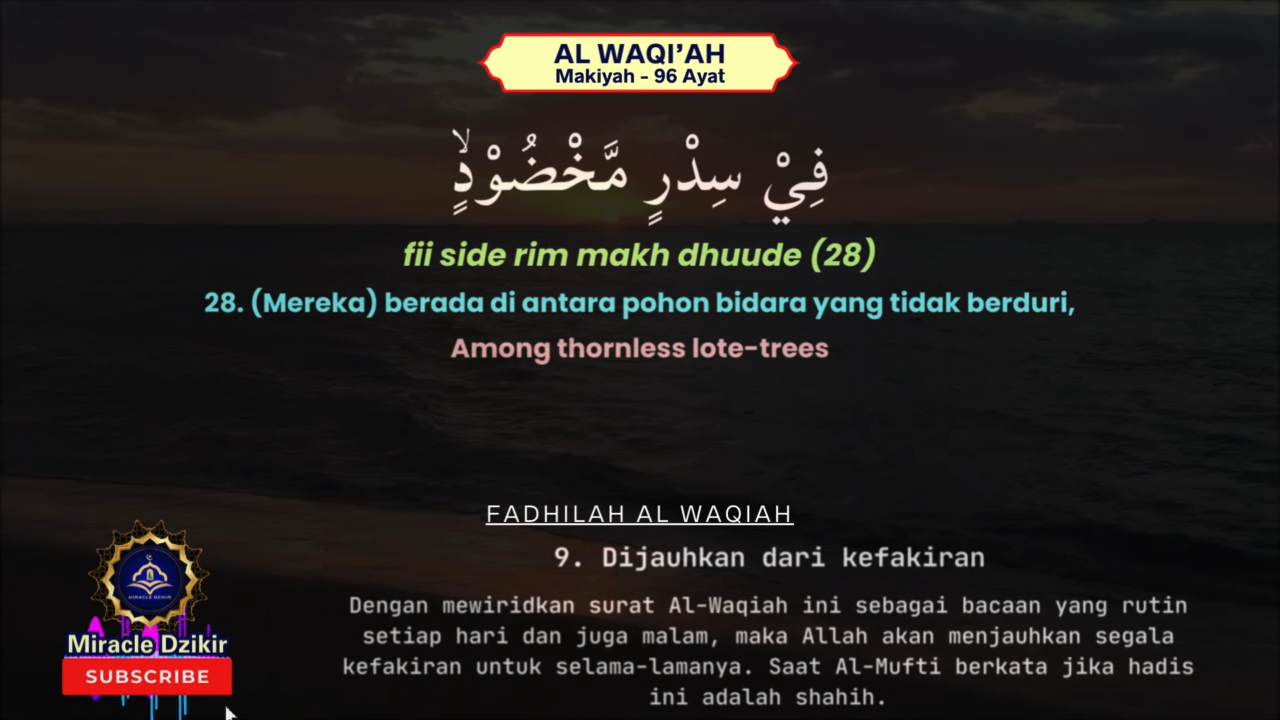 AL WAQI’AH
Makiyah - 96 Ayat
فِيْ سِدْرٍ مَّخْضُوْدٍۙ
fii side rim makh dhuude (28)
28. (Mereka) berada di antara pohon bidara yang tidak berduri,
Among thornless lote-trees
FADHILAH AL WAQIAH
9. Dijauhkan dari kefakiran
Dengan mewiridkan surat Al-Waqiah ini sebagai bacaan yang rutin
setiap hari dan juga malam, maka Allah akan menjauhkan segala
kefakiran untuk selama-lamanya. Saat Al-Mufti berkata jika hadis
ini adalah shahih.
MIRACLE DZIKIR
Miracle Dzikir
SUBSCRIBE